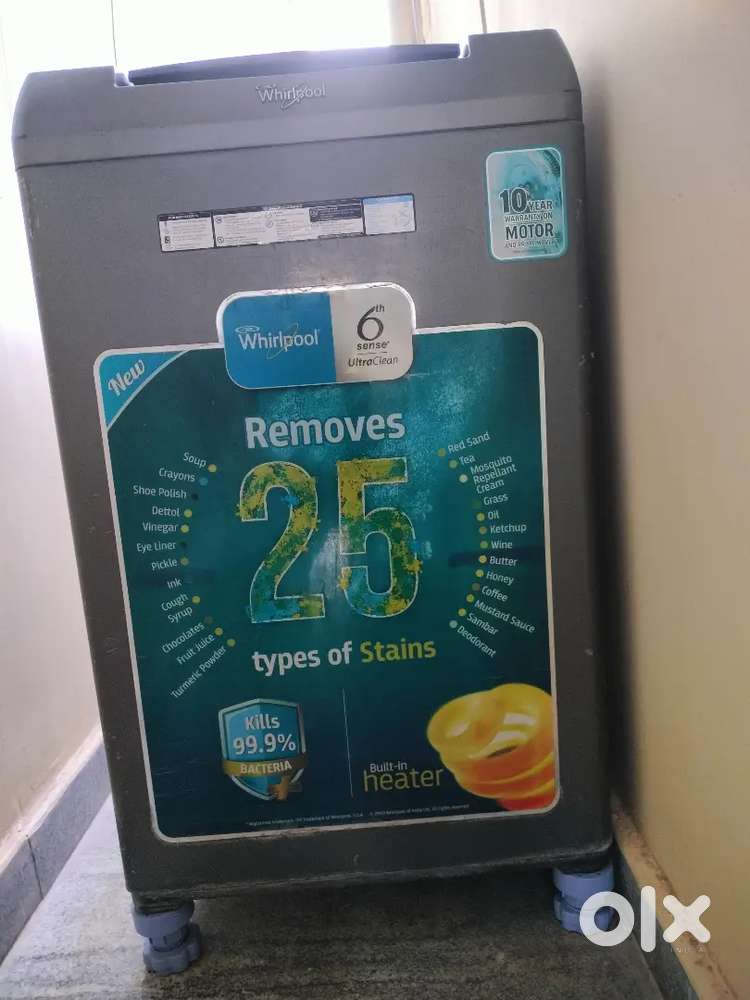 Whirlpool
10 YEAR
WARRANTY ON
MOTOR
Whirlpool
6th
sense
UltraClean
New
Removes
25
types of Stains
Soup
Crayons
Shoe Polish
Dettol
Vinegar
Eye Liner
Pickle
Ink
Cough
Syrup
Chocolates
Fruit Juice
Turmeric Powder
Red Sand
Tea
Mosquito
Repellant
Cream
Grass
Oil
Ketchup
Wine
Butter
Honey
Coffee
Mustard Sauce
Sambar
Deodorant
Kills
99.9%
BACTERIA
Built-in
heater
olx